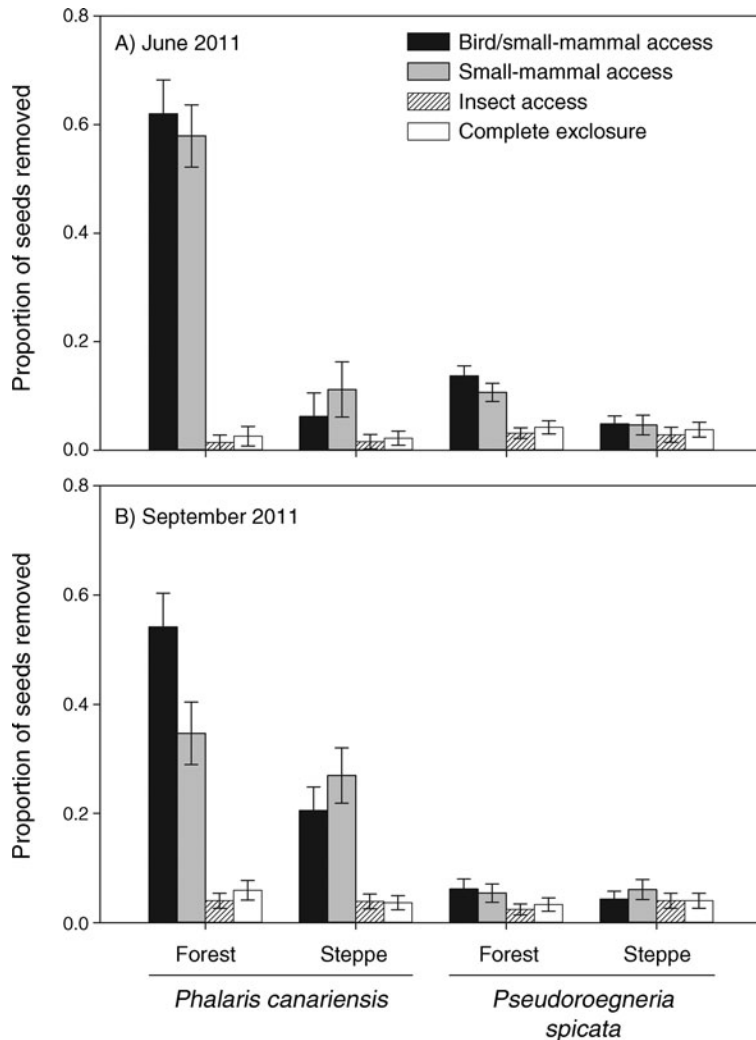 A) June 2011
Bird/small-mammal access
Small-mammal access
Insect access
Complete exclosure
Proportion of seeds removed
0.8
0.6
0.4
0.2
0.0
B) September 2011
Proportion of seeds removed
0.8
0.6
0.4
0.2
0.0
Forest Steppe Forest Steppe
Phalaris canariensis Pseudoroegneria
spicata